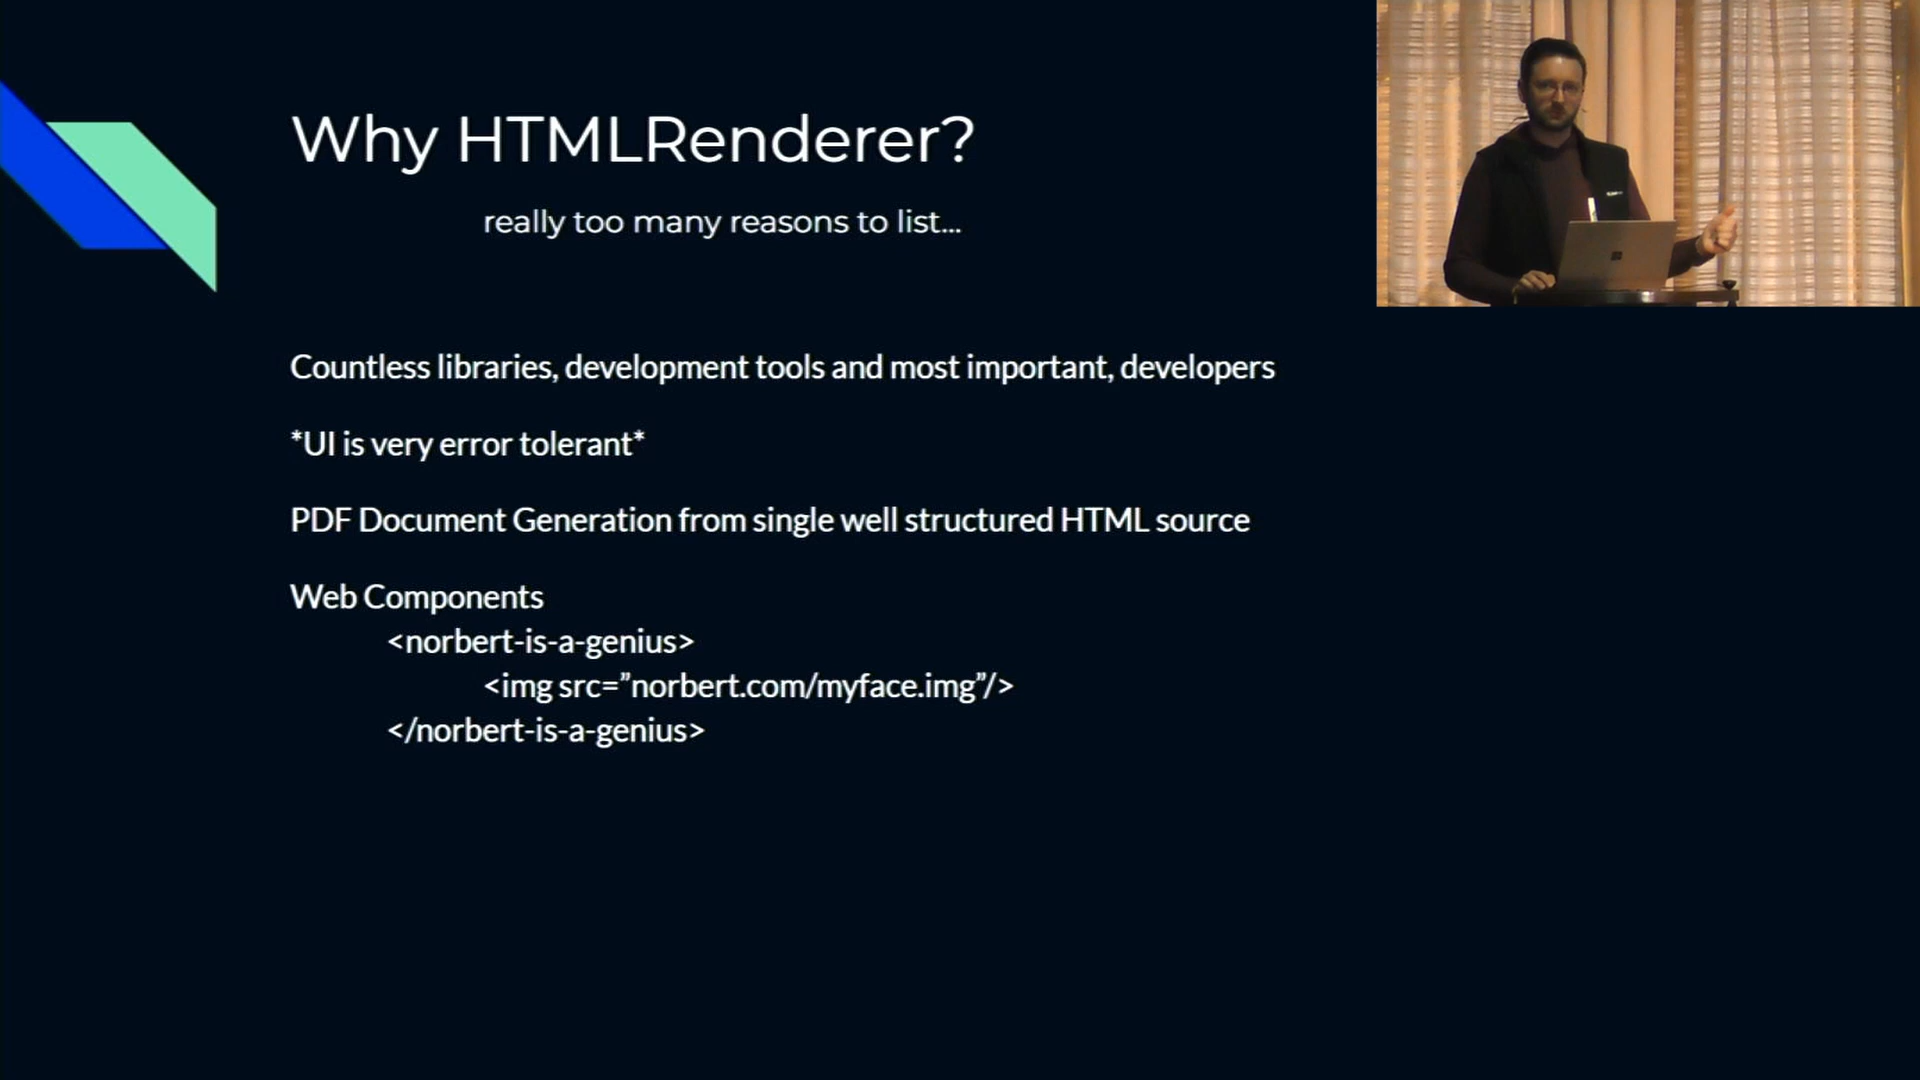 Why HTMLRenderer?
really too many reasons to list...
Countless libraries, development tools and most important, developers
*UI is very error tolerant*
PDF Document Generation from single well structured HTML source
Web Components
<norbert-is-a-genius>
<img src=”norbert.com/myface.img”/>
</norbert-is-a-genius>